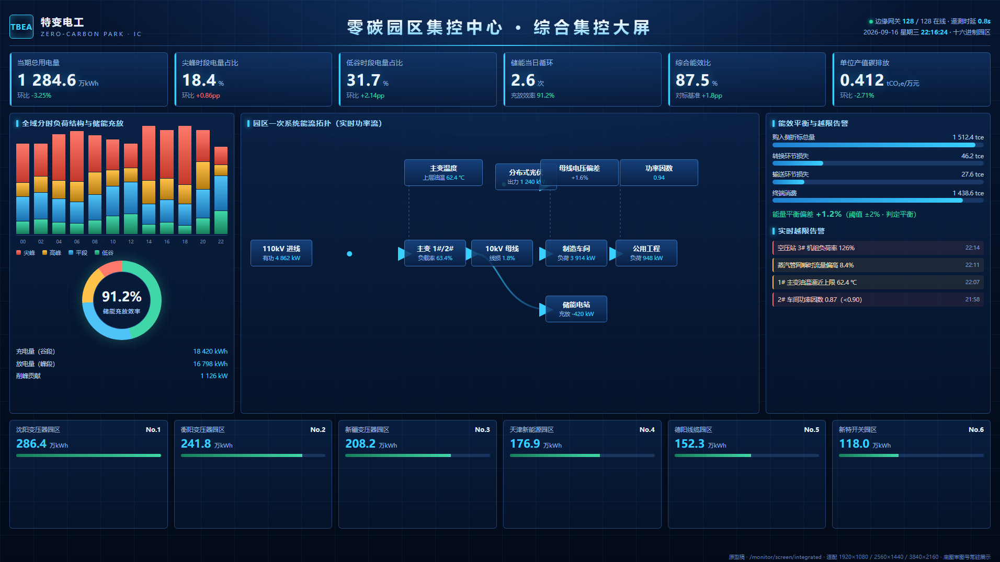 TBEA
特变电工
ZERO-CARBON PARK · IC
零碳园区集控中心 · 综合集控大屏
边缘网关 128 / 128 在线 · 遥测时延 0.8s
2026-09-16 星期三 22:16:24 · 十六进制园区
当期总用电量
1 284.6 万kWh
环比 -3.25%
尖峰时段电量占比
18.4 %
环比 +0.86pp
低谷时段电量占比
31.7 %
环比 +2.14pp
储能当日循环
2.6 次
充放效率 91.2%
综合能效比
87.5 %
对标基准 +1.8pp
单位产值碳排放
0.412 tCO₂e/万元
环比 -2.71%
全域分时负荷结构与储能充放
00 02 04 06 08 10 12 14 16 18 20 22
尖峰 高峰 平段 低谷
91.2%
储能充放效率
充电量（谷段） 18 420 kWh
放电量（峰段） 16 798 kWh
削峰贡献 1 126 kW
园区一次系统能流拓扑（实时功率流）
主变温度
上层油温 62.4 ℃
分布式光伏
出力 1 240 kW
母线电压偏差
+1.6%
功率因数
0.94
110kV 进线
有功 4 862 kW
主变 1#/2#
负载率 63.4%
10kV 母线
线损 1.8%
制造车间
负荷 3 914 kW
公用工程
负荷 948 kW
储能电站
充放 -420 kW
能效平衡与越限告警
购入侧折标总量 1 512.4 tce
转换环节损失 46.2 tce
输送环节损失 27.6 tce
终端消费 1 438.6 tce
能量平衡偏差 +1.2%（阈值 ±2% · 判定平衡）
实时越限告警
空压站 3# 机组负荷率 126% 22:14
蒸汽管网瞬时流量偏高 8.4% 22:11
1# 主变油温逼近上限 62.4 ℃ 22:07
2# 车间功率因数 0.87（<0.90） 21:58
沈阳变压器园区 No.1
286.4 万kWh
衡阳变压器园区 No.2
241.8 万kWh
新疆变压器园区 No.3
208.2 万kWh
天津新能源园区 No.4
176.9 万kWh
德阳线缆园区 No.5
152.3 万kWh
新特开关园区 No.6
118.0 万kWh
原型稿 · /monitor/screen/integrated · 适配 1920×1080 / 2560×1440 / 3840×2160 · 底图审图号常驻展示